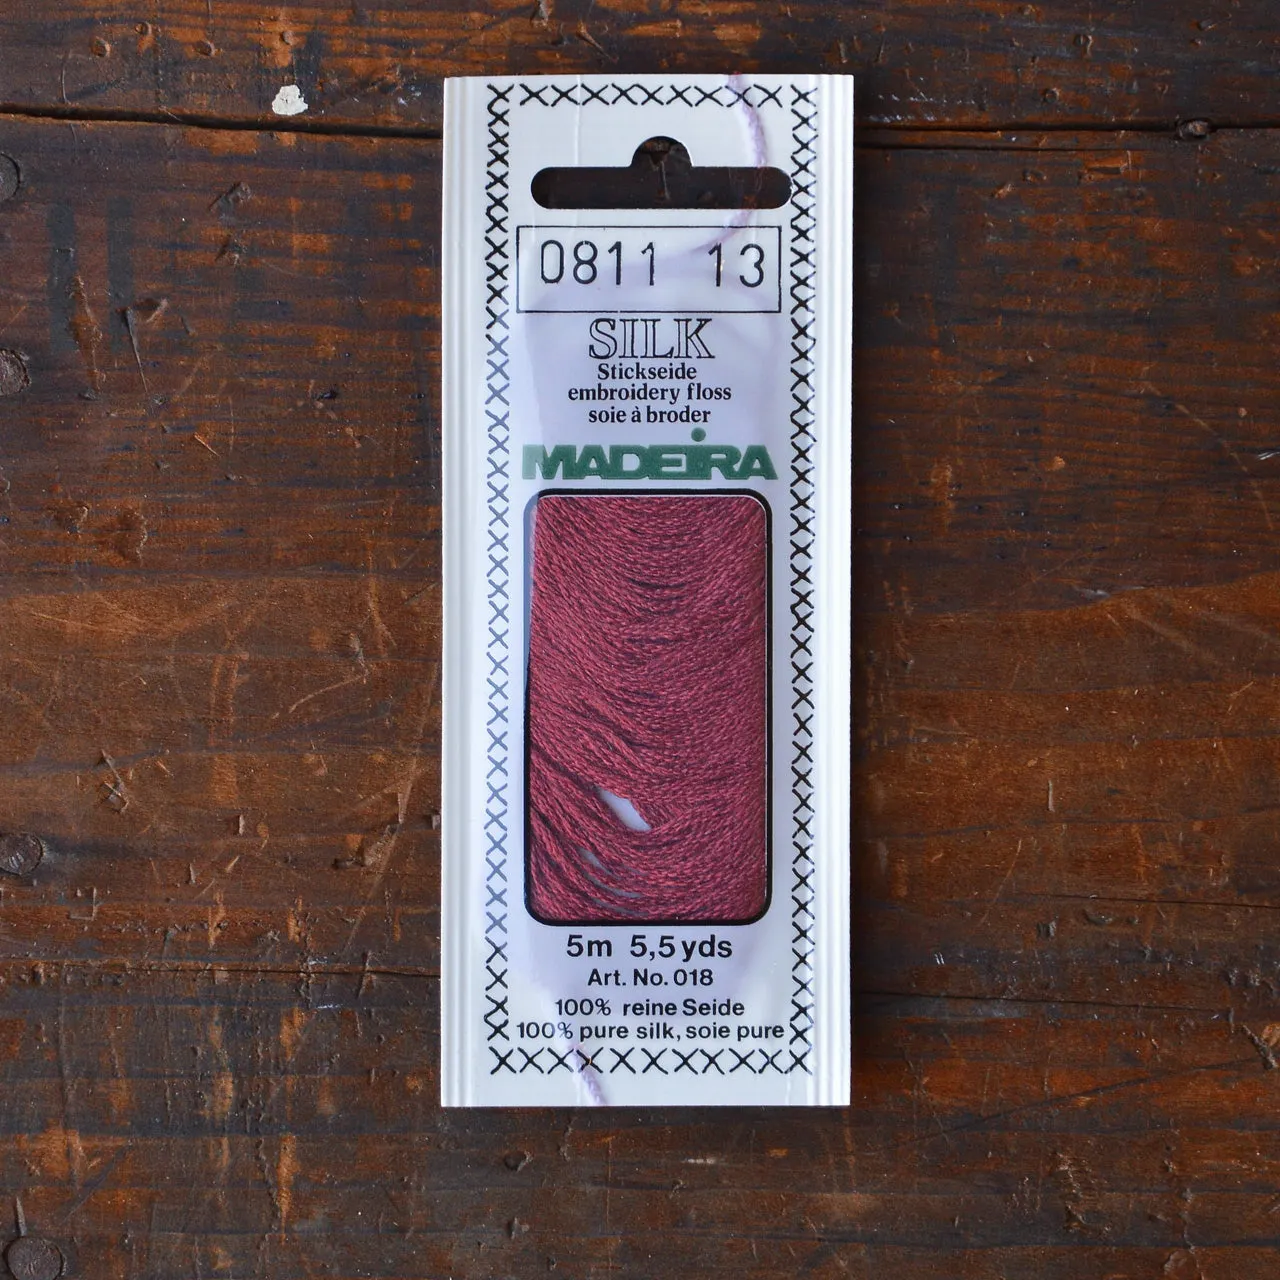 0811 13
SILK
Stickseide
embroidery floss
soie à broder
MADEIRA
5m 5,5 yds
Art. No. 018
100% reine Seide
100% pure silk, soie pure